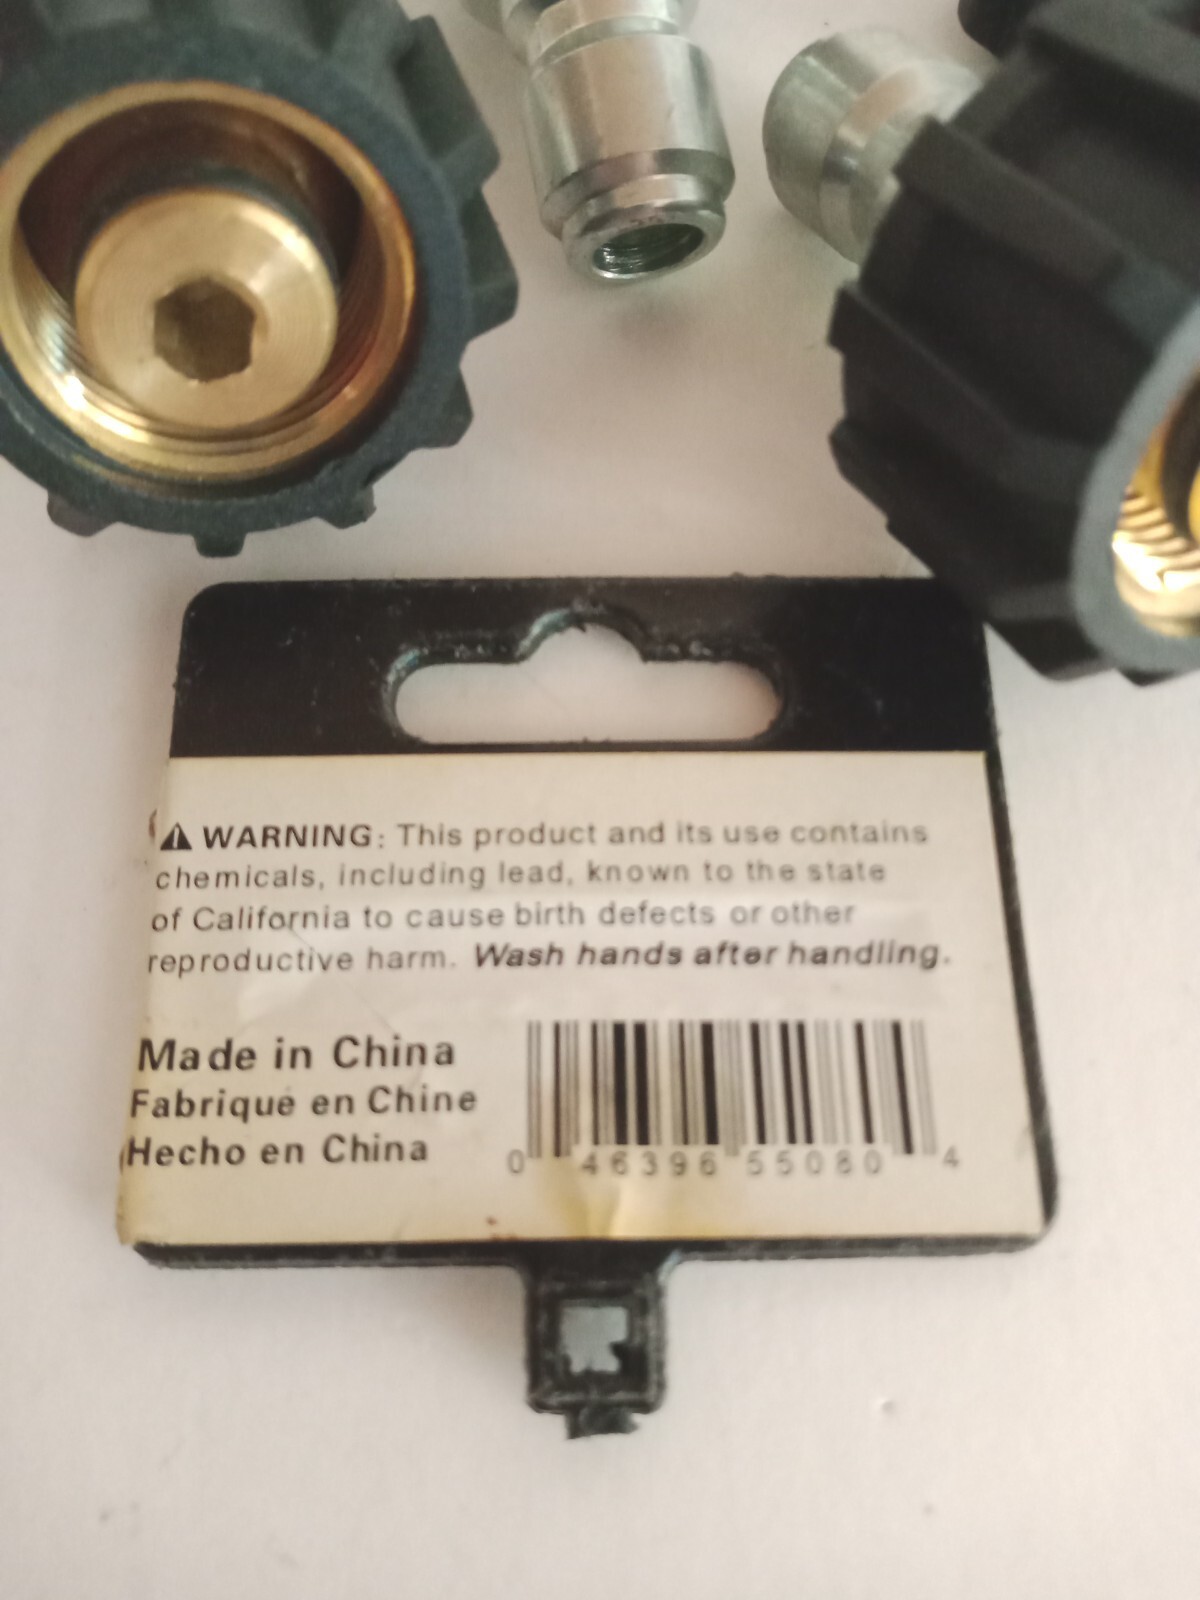 ⚠ WARNING: This product and its use contains
chemicals, including lead, known to the state
of California to cause birth defects or other
reproductive harm. Wash hands after handling.
Made in China
Fabrique en Chine
Hecho en China
0 46396 55080 4